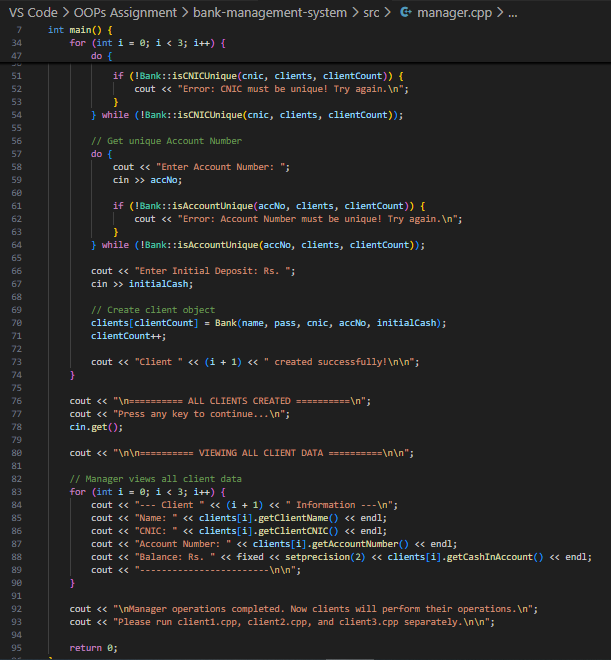 VS Code > OOPs Assignment > bank-management-system > src > manager.cpp > ...
7 int main() {
34 for (int i = 0; i < 3; i++) {
47 do {
51 if (!Bank::isCNICUnique(cnic, clients, clientCount)) {
52 cout << "Error: CNIC must be unique! Try again.\n";
53 }
54 } while (!Bank::isCNICUnique(cnic, clients, clientCount));
55
56 // Get unique Account Number
57 do {
58 cout << "Enter Account Number: ";
59 cin >> accNo;
60
61 if (!Bank::isAccountUnique(accNo, clients, clientCount)) {
62 cout << "Error: Account Number must be unique! Try again.\n";
63 }
64 } while (!Bank::isAccountUnique(accNo, clients, clientCount));
65
66 cout << "Enter Initial Deposit: Rs. ";
67 cin >> initialCash;
68
69 // Create client object
70 clients[clientCount] = Bank(name, pass, cnic, accNo, initialCash);
71 clientCount++;
72
73 cout << "Client " << (i + 1) << " created successfully!\n\n";
74 }
75
76 cout << "\n========== ALL CLIENTS CREATED ==========\n";
77 cout << "Press any key to continue...\n";
78 cin.get();
79
80 cout << "\n\n========== VIEWING ALL CLIENT DATA ==========\n\n";
81
82 // Manager views all client data
83 for (int i = 0; i < 3; i++) {
84 cout << "--- Client " << (i + 1) << " Information ---\n";
85 cout << "Name: " << clients[i].getClientName() << endl;
86 cout << "CNIC: " << clients[i].getClientCNIC() << endl;
87 cout << "Account Number: " << clients[i].getAccountNumber() << endl;
88 cout << "Balance: Rs. " << fixed << setprecision(2) << clients[i].getCashInAccount() << endl;
89 cout << "------------------------\n\n";
90 }
91
92 cout << "\nManager operations completed. Now clients will perform their operations.\n";
93 cout << "Please run client1.cpp, client2.cpp, and client3.cpp separately.\n\n";
94
95 return 0;